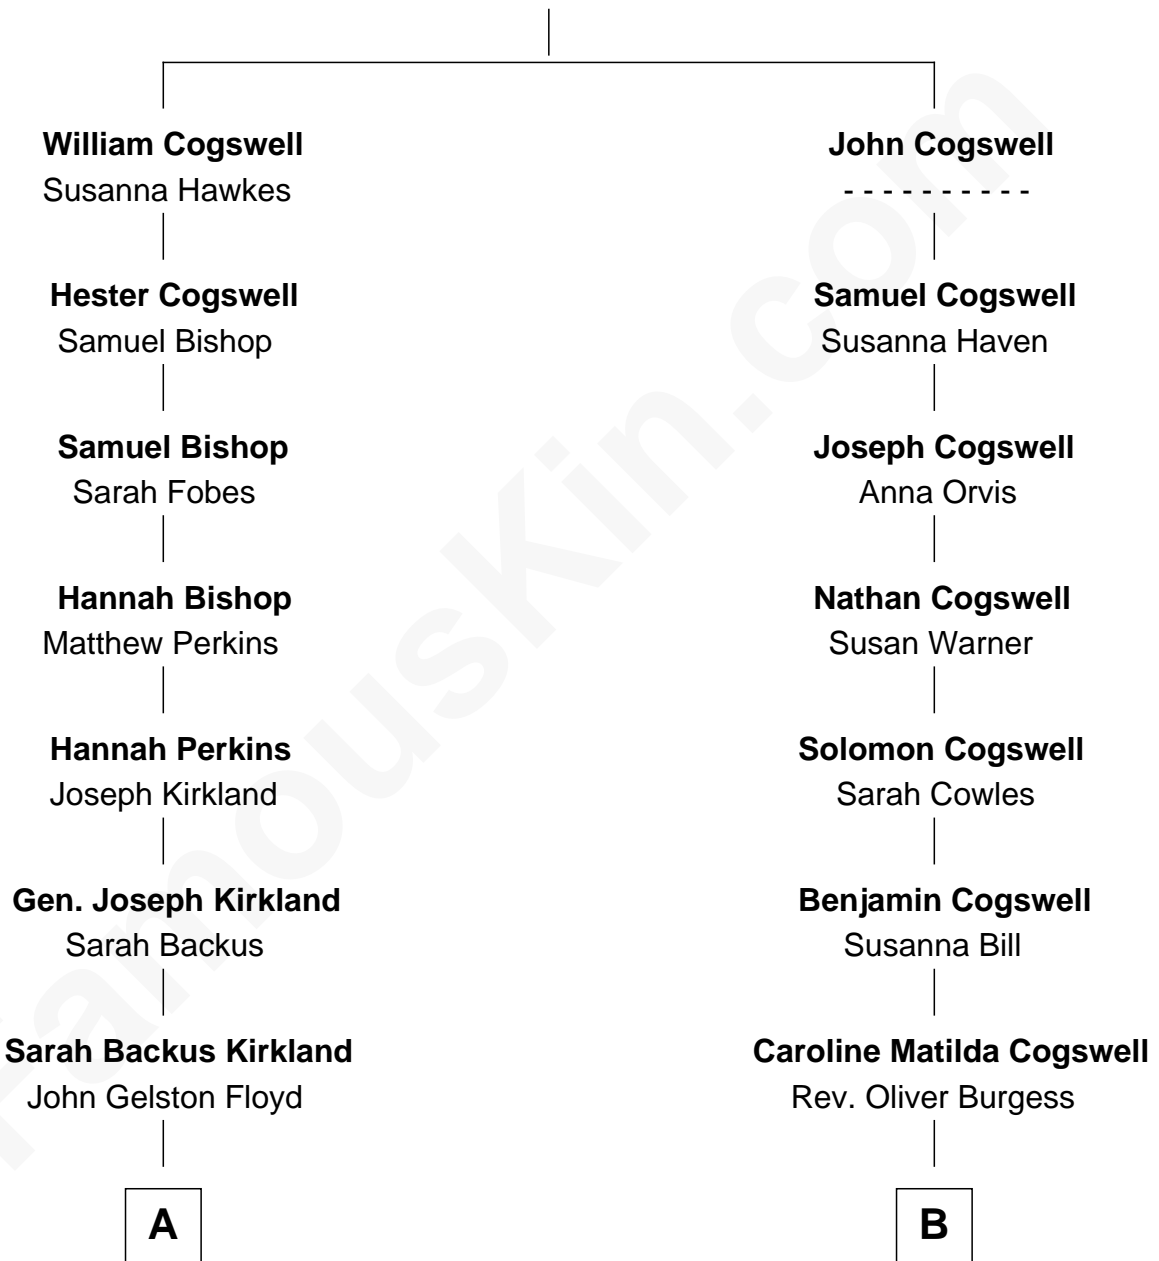 William Cogswell
Susanna Hawkes
John Cogswell
- - - - - - - - - -
Hester Cogswell
Samuel Bishop
Samuel Cogswell
Susanna Haven
Samuel Bishop
Sarah Fobes
Joseph Cogswell
Anna Orvis
Hannah Bishop
Matthew Perkins
Nathan Cogswell
Susan Warner
Hannah Perkins
Joseph Kirkland
Solomon Cogswell
Sarah Cowles
Gen. Joseph Kirkland
Sarah Backus
Benjamin Cogswell
Susanna Bill
Sarah Backus Kirkland
John Gelston Floyd
Caroline Matilda Cogswell
Rev. Oliver Burgess
A
B
FamousKin.com